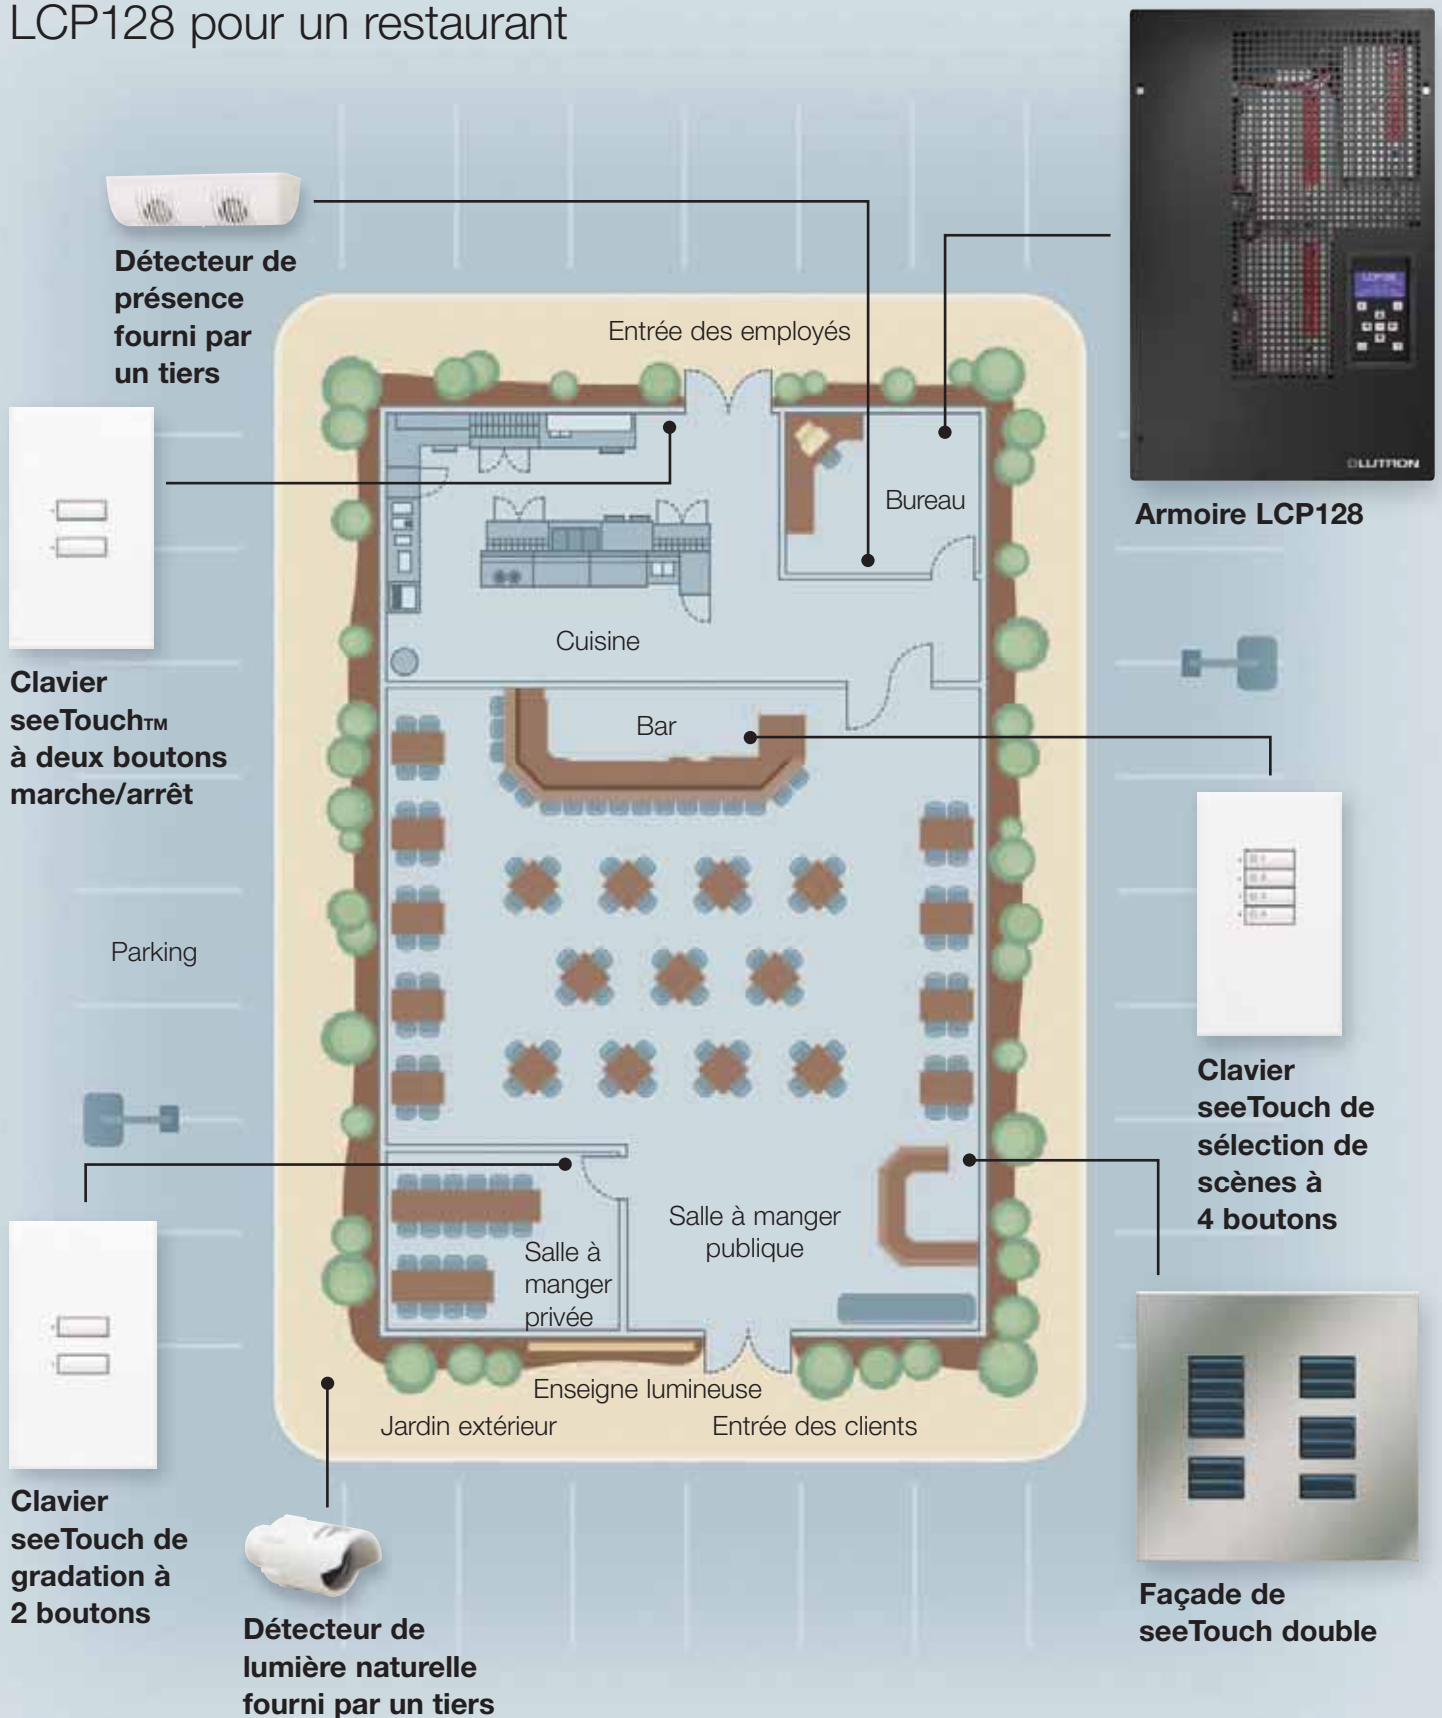 LCP128 pour un restaurant
Détecteur de
présence
fourni par
un tiers
Entrée des employés
LUTRON
Armoire LCP128
Bureau
Clavier
seeTouch™
à deux boutons
marche/arrêt
Cuisine
Bar
Parking
Clavier
seeTouch de
sélection de
scènes à
4 boutons
Salle à manger
publique
Salle à
manger
privée
Enseigne lumineuse
Jardin extérieur
Entrée des clients
Clavier
seeTouch de
gradation à
2 boutons
Détecteur de
lumière naturelle
fourni par un tiers
Façade de
seeTouch double